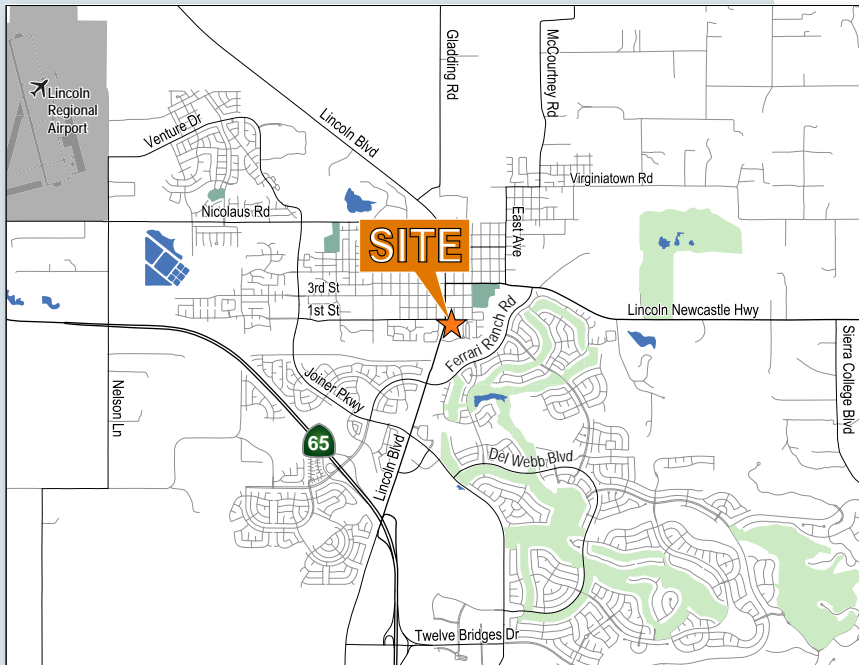 Lincoln
Regional
Airport
Venture Dr
Lincoln Blvd
Gladding Rd
McCourtney Rd
Virginiatown Rd
Nicolaus Rd
East Ave
SITE
3rd St
1st St
Lincoln Newcastle Hwy
Ferrari Ranch Rd
Sierra College Blvd
Nelson Ln
Joiner Pkwy
65
Lincoln Blvd
Del Webb Blvd
Twelve Bridges Dr